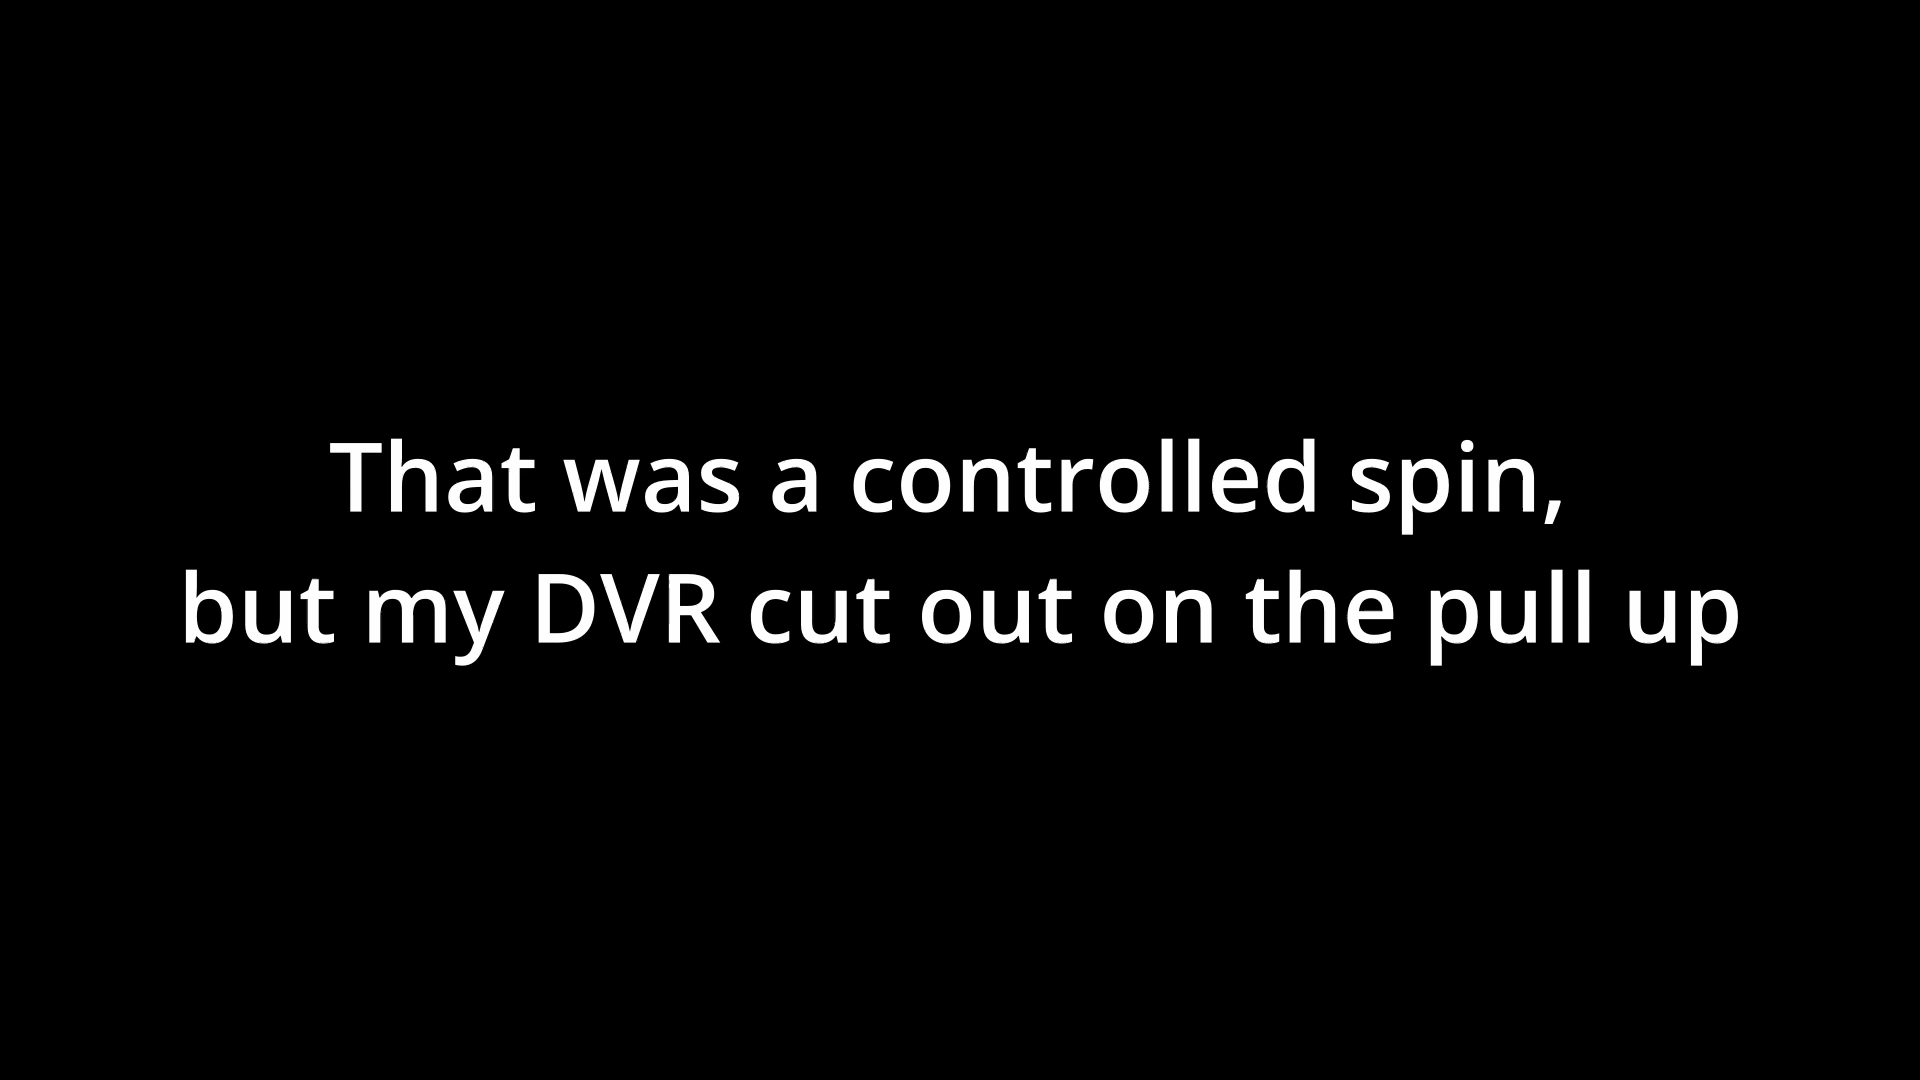 That was a controlled spin,
but my DVR cut out on the pull up